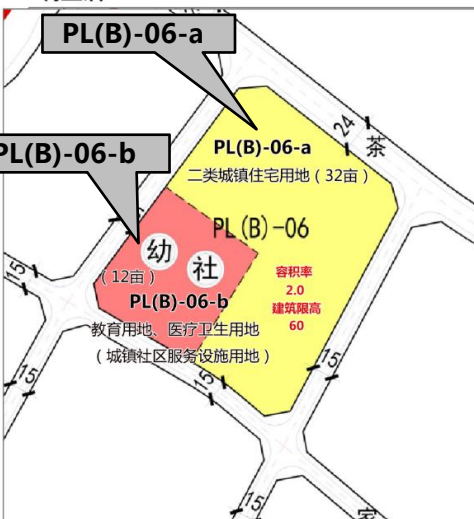 PL(B)-06-a
PL(B)-06-a
24
茶
二类城镇住宅用地（32亩）
PL(B)-06-b
PL(B)-06
幼 社
容积率
2.0
建筑限高
60
（12亩）
15
PL(B)-06-b
教育用地、医疗卫生用地
（城镇社区服务设施用地）
15
15
15
15